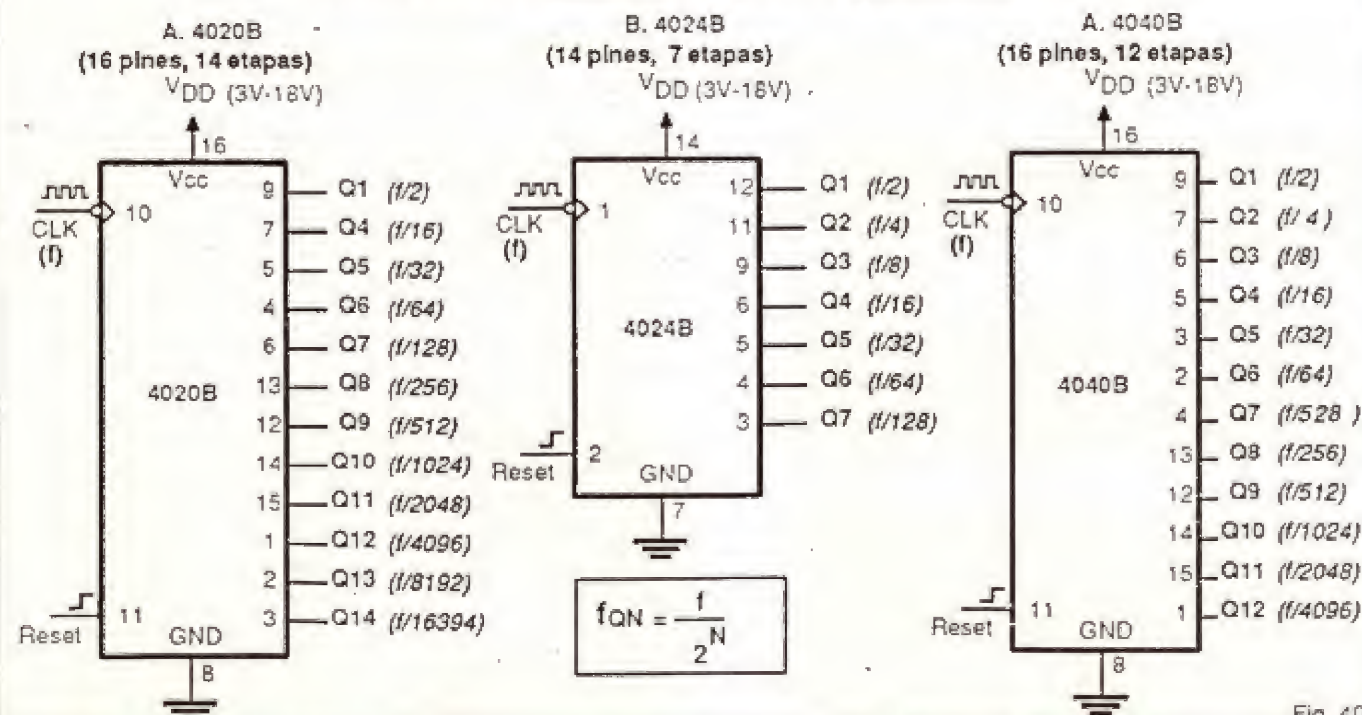 A. 4020B
(16 pines, 14 etapas)
VDD (3V-18V)
16
Vcc
CLK
(f)
10
9 Q1 (f/2)
7 Q4 (f/16)
5 Q5 (f/32)
4 Q6 (f/64)
6 Q7 (f/128)
4020B
13 Q8 (f/256)
12 Q9 (f/512)
14 Q10 (f/1024)
15 Q11 (f/2048)
1 Q12 (f/4096)
2 Q13 (f/8192)
3 Q14 (f/16394)
Reset
11
GND
8
B. 4024B
(14 pines, 7 etapas)
VDD (3V-18V)
14
Vcc
CLK
(f)
1
12 Q1 (f/2)
11 Q2 (f/4)
9 Q3 (f/8)
6 Q4 (f/16)
4024B
5 Q5 (f/32)
4 Q6 (f/64)
3 Q7 (f/128)
Reset
2
GND
7
fQN = f / 2^N
A. 4040B
(16 pines, 12 etapas)
VDD (3V-18V)
16
Vcc
CLK
(f)
10
9 Q1 (f/2)
7 Q2 (f/4)
6 Q3 (f/8)
5 Q4 (f/16)
3 Q5 (f/32)
2 Q6 (f/64)
4040B
4 Q7 (f/528)
13 Q8 (f/256)
12 Q9 (f/512)
14 Q10 (f/1024)
15 Q11 (f/2048)
1 Q12 (f/4096)
Reset
11
GND
8
Fig.